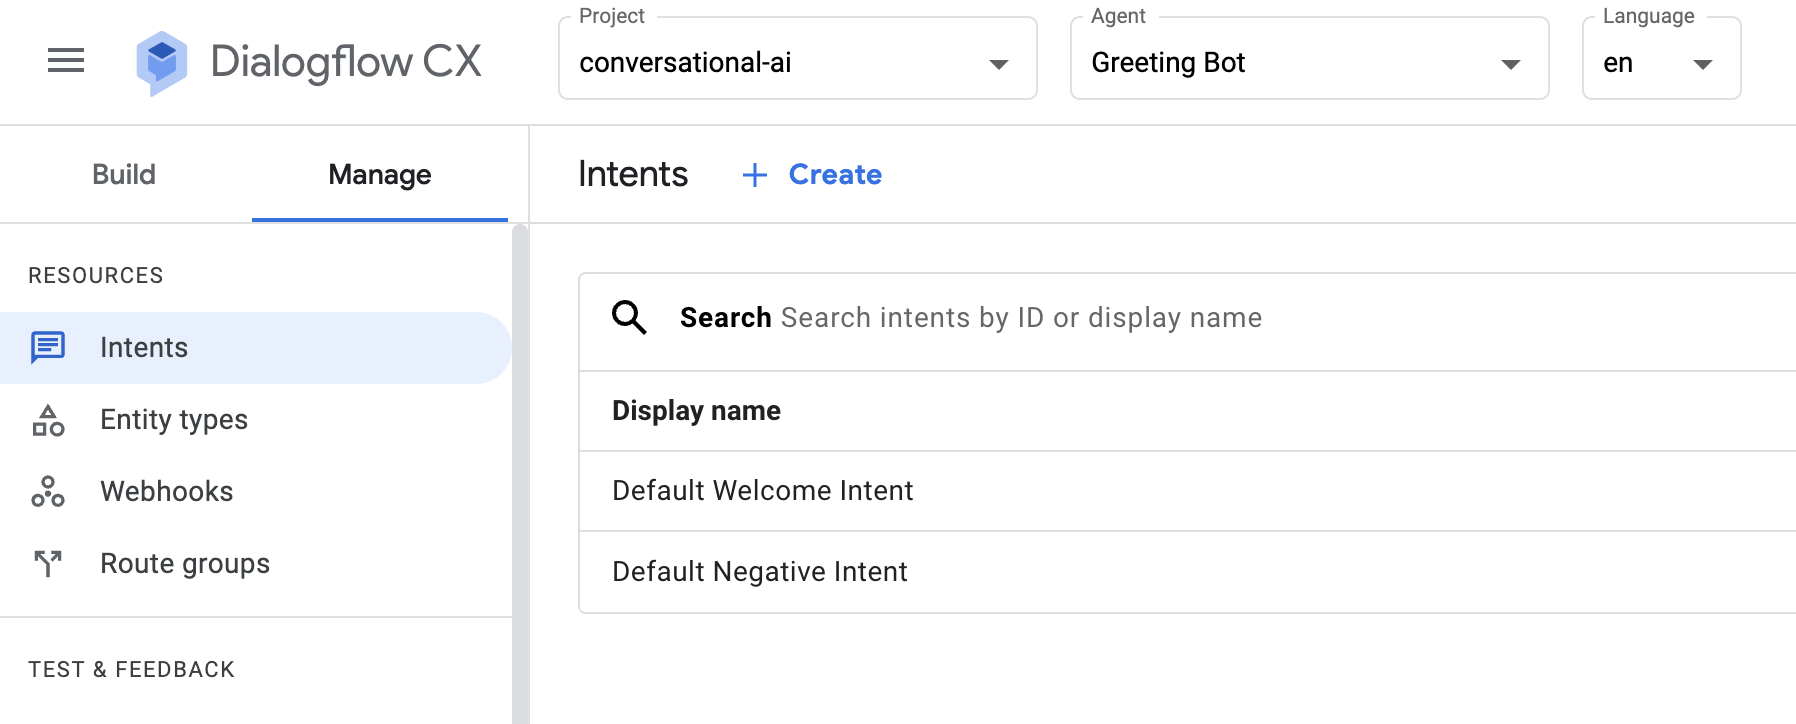 Project
Agent
Language
Dialogflow CX
conversational-ai
Greeting Bot
en
Build
Manage
Intents
+ Create
RESOURCES
Intents
Entity types
Webhooks
Route groups
TEST & FEEDBACK
Search Search intents by ID or display name
Display name
Default Welcome Intent
Default Negative Intent